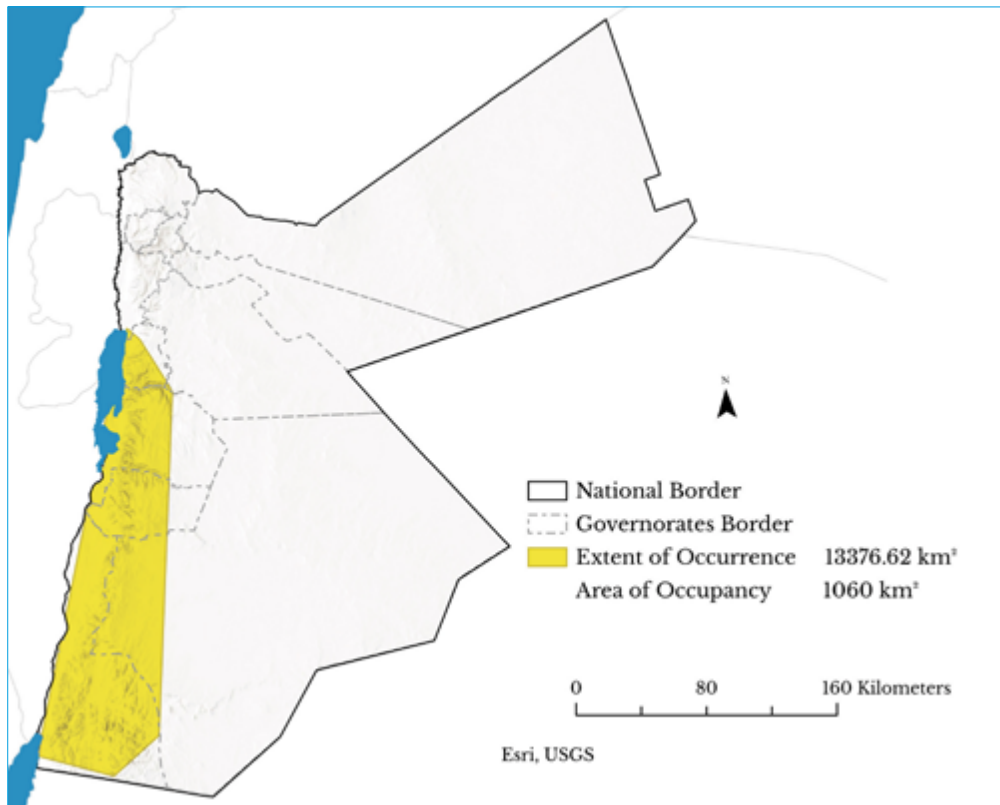 N
National Border
Governorates Border
Extent of Occurrence 13376.62 km²
Area of Occupancy 1060 km²
0 80 160 Kilometers
Esri, USGS